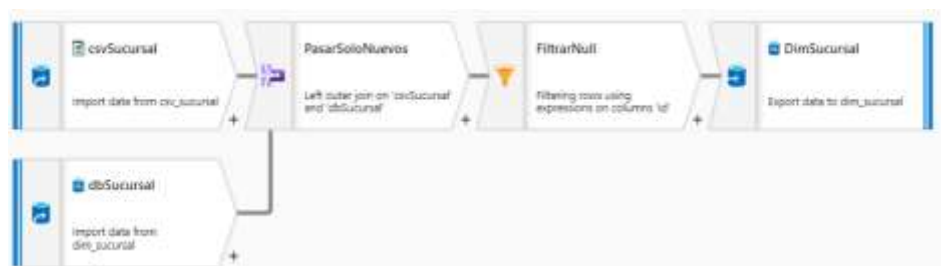 csvSucursal
Import data from csv_sucursal
+
PasarSoloNuevos
Left outer join on 'csvSucursal'
and 'dbSucursal'
+
FiltrarNull
Filtering rows using
expressions on columns 'id'
+
DimSucursal
Export data to dim_sucursal
dbSucursal
Import data from
dim_sucursal
+